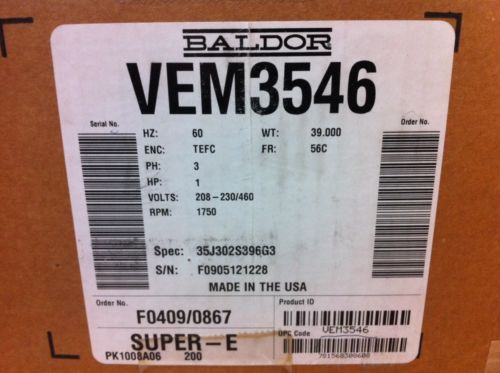 BALDOR
VEM3546
Serial No.
Order No.
HZ: 60 WT: 39.000
ENC: TEFC FR: 56C
PH: 3
HP: 1
VOLTS: 208-230/460
RPM: 1750
Spec: 35J302S396G3
S/N: F0905121228
MADE IN THE USA
Order No.
Product ID
F0409/0867
VEM3546
SUPER-E
UPC Code
PK1008A06 200
781568308608